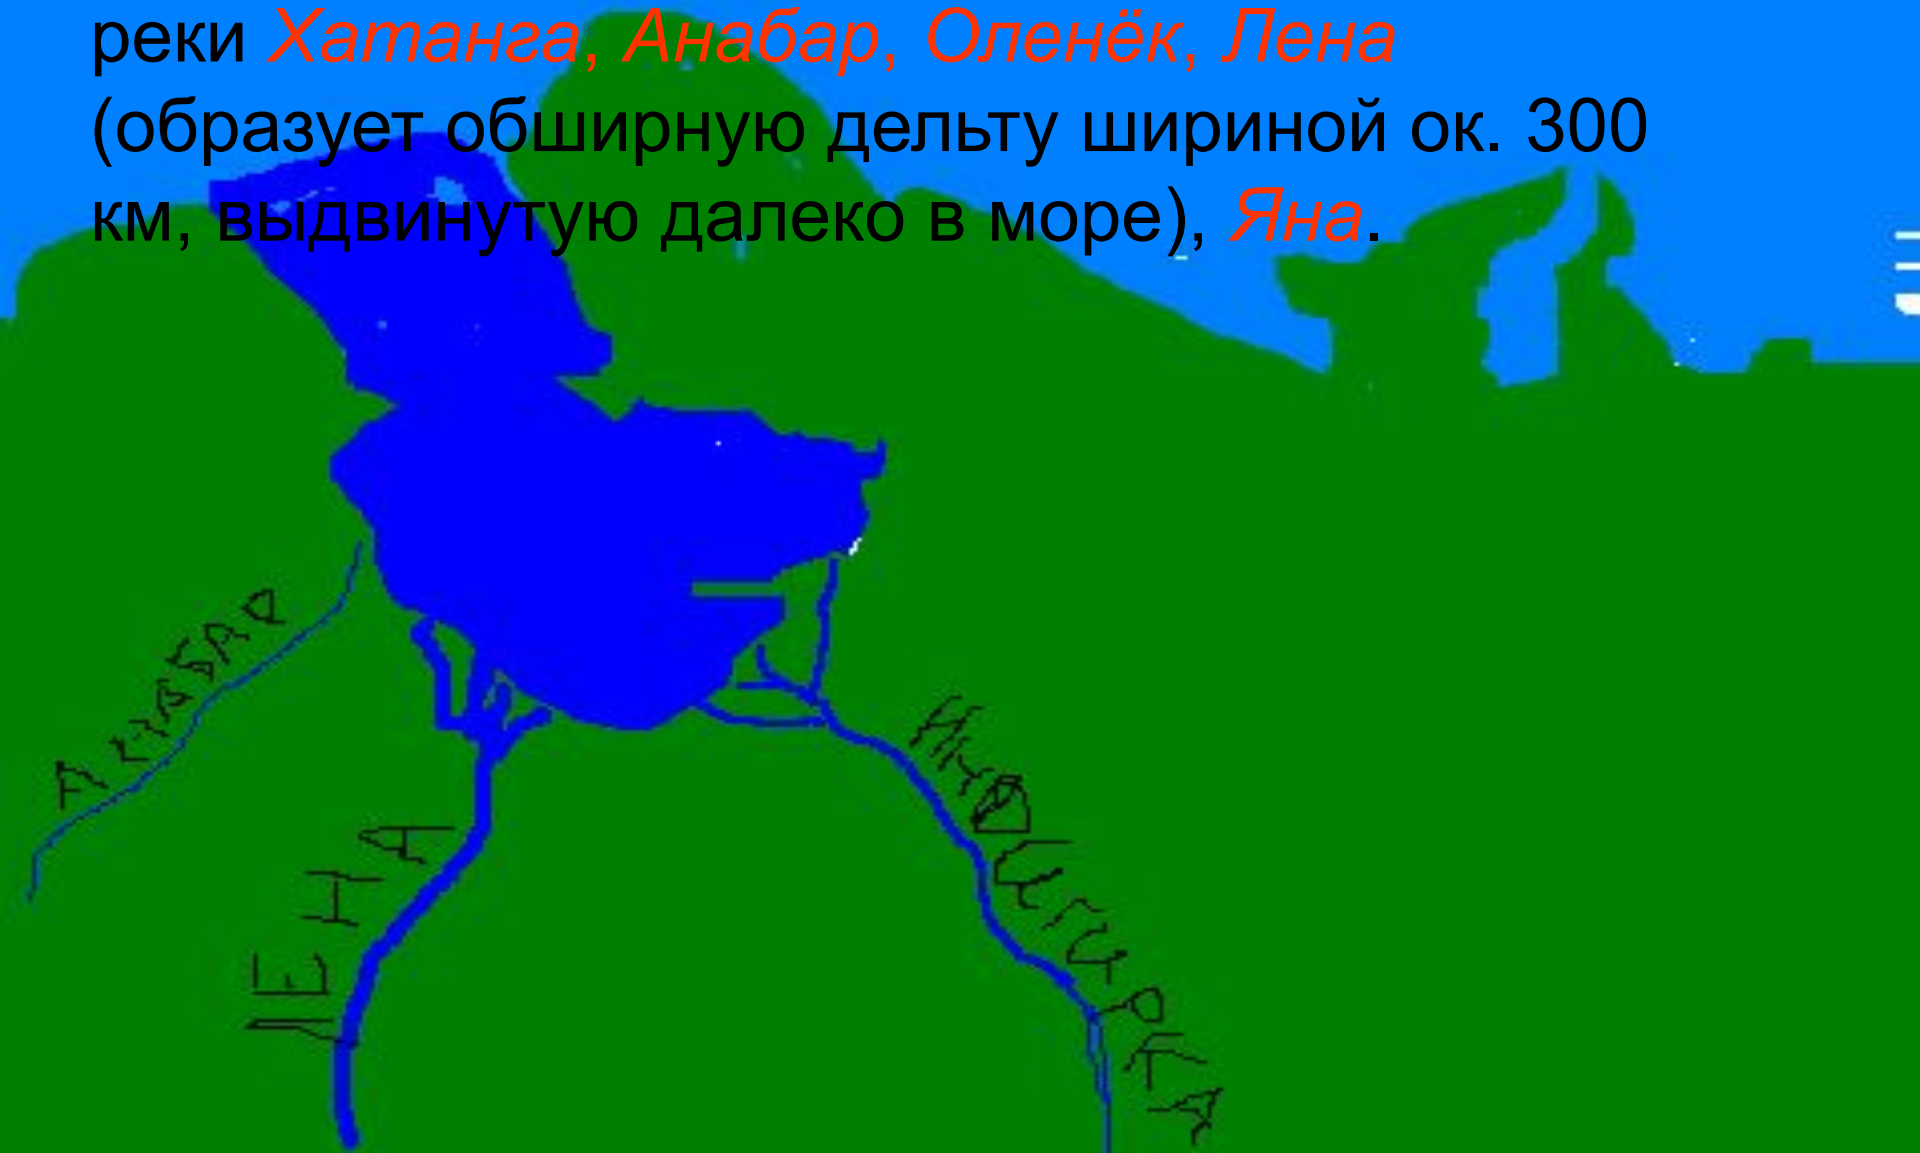 реки Хатанга, Анабар, Оленёк, Лена
(образует обширную дельту шириной ок. 300
км, выдвинутую далеко в море), Яна.
АНАБАР
ЛЕНА
ИНДИГИРКА